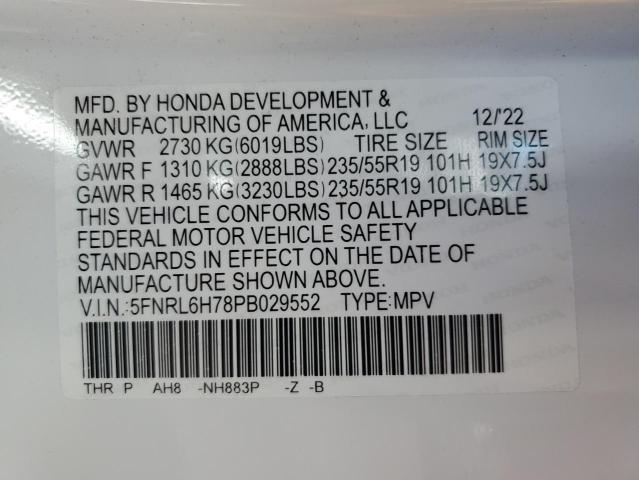 MFD. BY HONDA DEVELOPMENT &
MANUFACTURING OF AMERICA, LLC 12/'22
GVWR 2730 KG(6019LBS) TIRE SIZE RIM SIZE
GAWR F 1310 KG(2888LBS) 235/55R19 101H 19X7.5J
GAWR R 1465 KG(3230LBS) 235/55R19 101H 19X7.5J
THIS VEHICLE CONFORMS TO ALL APPLICABLE
FEDERAL MOTOR VEHICLE SAFETY
STANDARDS IN EFFECT ON THE DATE OF
MANUFACTURE SHOWN ABOVE.
V.I.N.:5FNRL6H78PB029552 TYPE:MPV
THR P AH8 -NH883P -Z -B